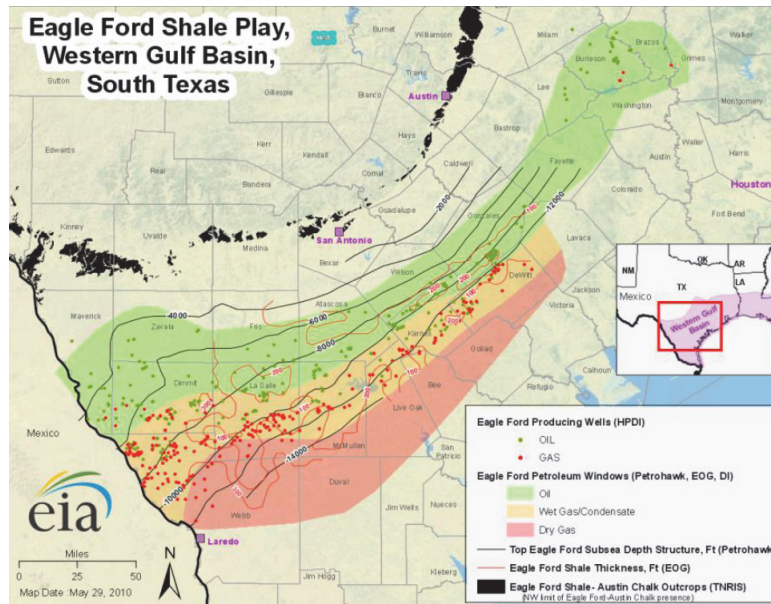 Eagle Ford Shale Play,
Western Gulf Basin,
South Texas
Burnet
Williamson
Milam
Brazos
Walker
Burleson
Grimes
Sutton
Travis
Lee
Gillespie
Blanco
Austin
Washington
Montgomery
Hays
Bastrop
Edwards
Kerr
Kendall
Austin
Waller
Harris
Real
Comal
Caldwell
Fayette
Bandera
Colorado
Houston
-2000
-12000
100
Guadalupe
Gonzales
Fort Bend
Kinney
Uvalde
Medina
San Antonio
Lavaca
Bexar
Wilson
DeWitt
Jackson
Maverick
Zavala
-4000
Frio
Atascosa
-6000
-8000
Karnes
Victoria
Goliad
Calhoun
Dimmit
La Salle
Bee
Refugio
Live Oak
Mexico
McMullen
-14000
San
Patricio
-10000
Duval
Webb
Jim Wells
Nueces
Laredo
Jim Hogg
Kleberg
NM
OK
AR
TX
LA
Mexico
Western Gulf
Basin
Eagle Ford Producing Wells (HPDI)
OIL
GAS
Eagle Ford Petroleum Windows (Petrohawk, EOG, DI)
Oil
Wet Gas/Condensate
Dry Gas
Top Eagle Ford Subsea Depth Structure, Ft (Petrohawk
Eagle Ford Shale Thickness, Ft (EOG)
Eagle Ford Shale- Austin Chalk Outcrops (TNRIS)
(NW limit of Eagle Ford-Austin Chalk presence)
eia
Miles
0 25 50
N
Map Date :May 29, 2010